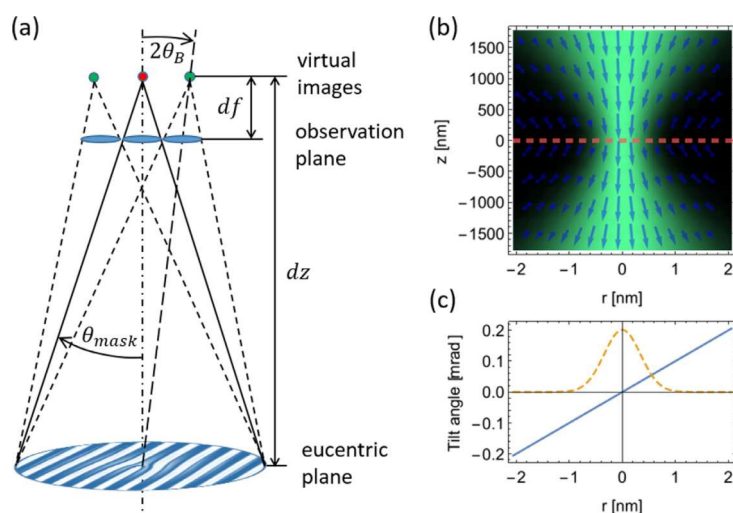 (a)
2θ_B
virtual
images
df
observation
plane
dz
θ_mask
eucentric
plane
(b)
1500
1000
500
0
-500
-1000
-1500
z [nm]
-2 -1 0 1 2
r [nm]
(c)
0.2
0.1
0.0
-0.1
-0.2
Tilt angle [mrad]
-2 -1 0 1 2
r [nm]